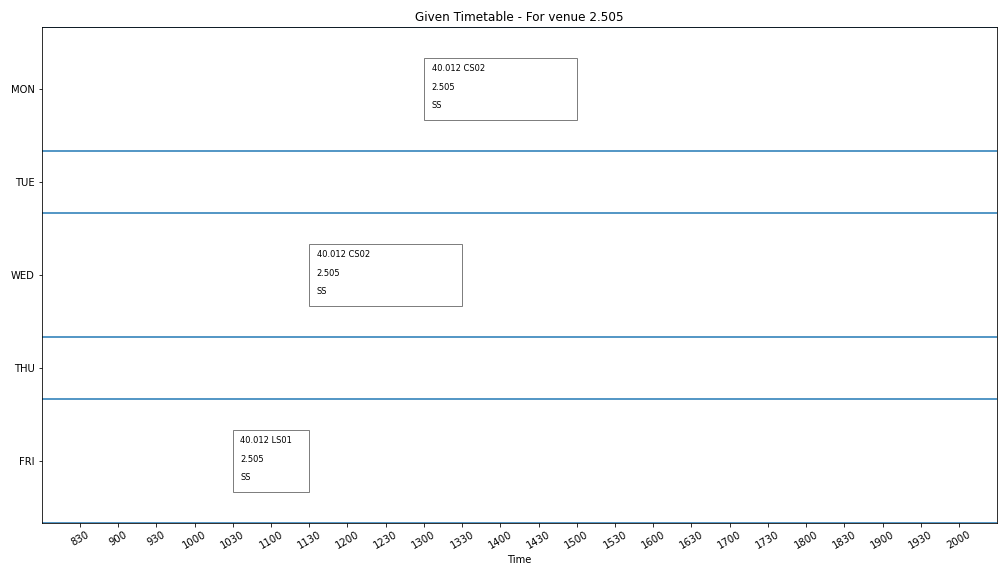 Given Timetable - For venue 2.505
MON
40.012 CS02
2.505
SS
TUE
WED
40.012 CS02
2.505
SS
THU
FRI
40.012 LS01
2.505
SS
830 900 930 1000 1030 1100 1130 1200 1230 1300 1330 1400 1430 1500 1530 1600 1630 1700 1730 1800 1830 1900 1930 2000
Time